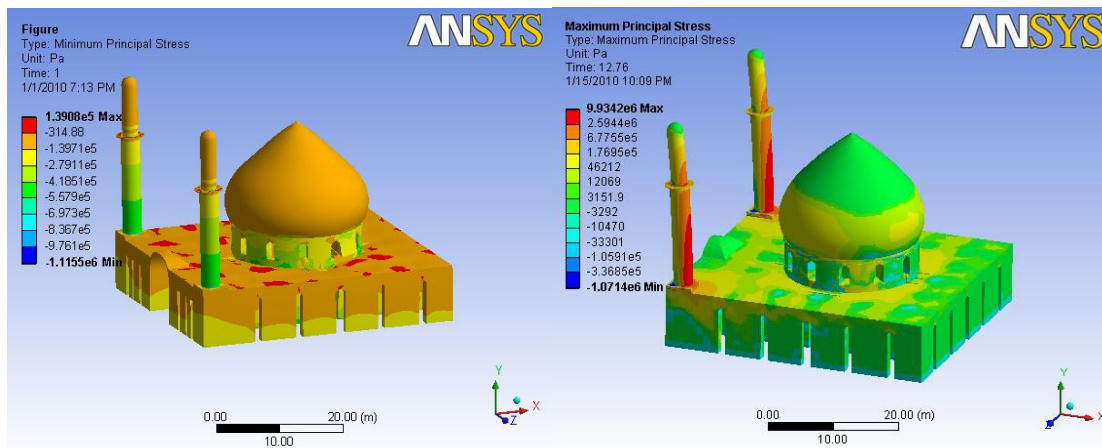 Figure
Type: Minimum Principal Stress
Unit: Pa
Time: 1
1/1/2010 7:13 PM
ANSYS
1.3908e5 Max
-314.88
-1.3971e5
-2.7911e5
-4.1851e5
-5.579e5
-6.973e5
-8.367e5
-9.761e5
-1.1155e6 Min
Y
X
Z
0.00 20.00 (m)
10.00
Maximum Principal Stress
Type: Maximum Principal Stress
Unit: Pa
Time: 12.76
1/15/2010 10:09 PM
ANSYS
9.9342e6 Max
2.5944e6
6.7755e5
1.7695e5
46212
12069
3151.9
-3292
-10470
-33301
-1.0591e5
-3.3685e5
-1.0714e6 Min
Y
X
Z
0.00 20.00 (m)
10.00